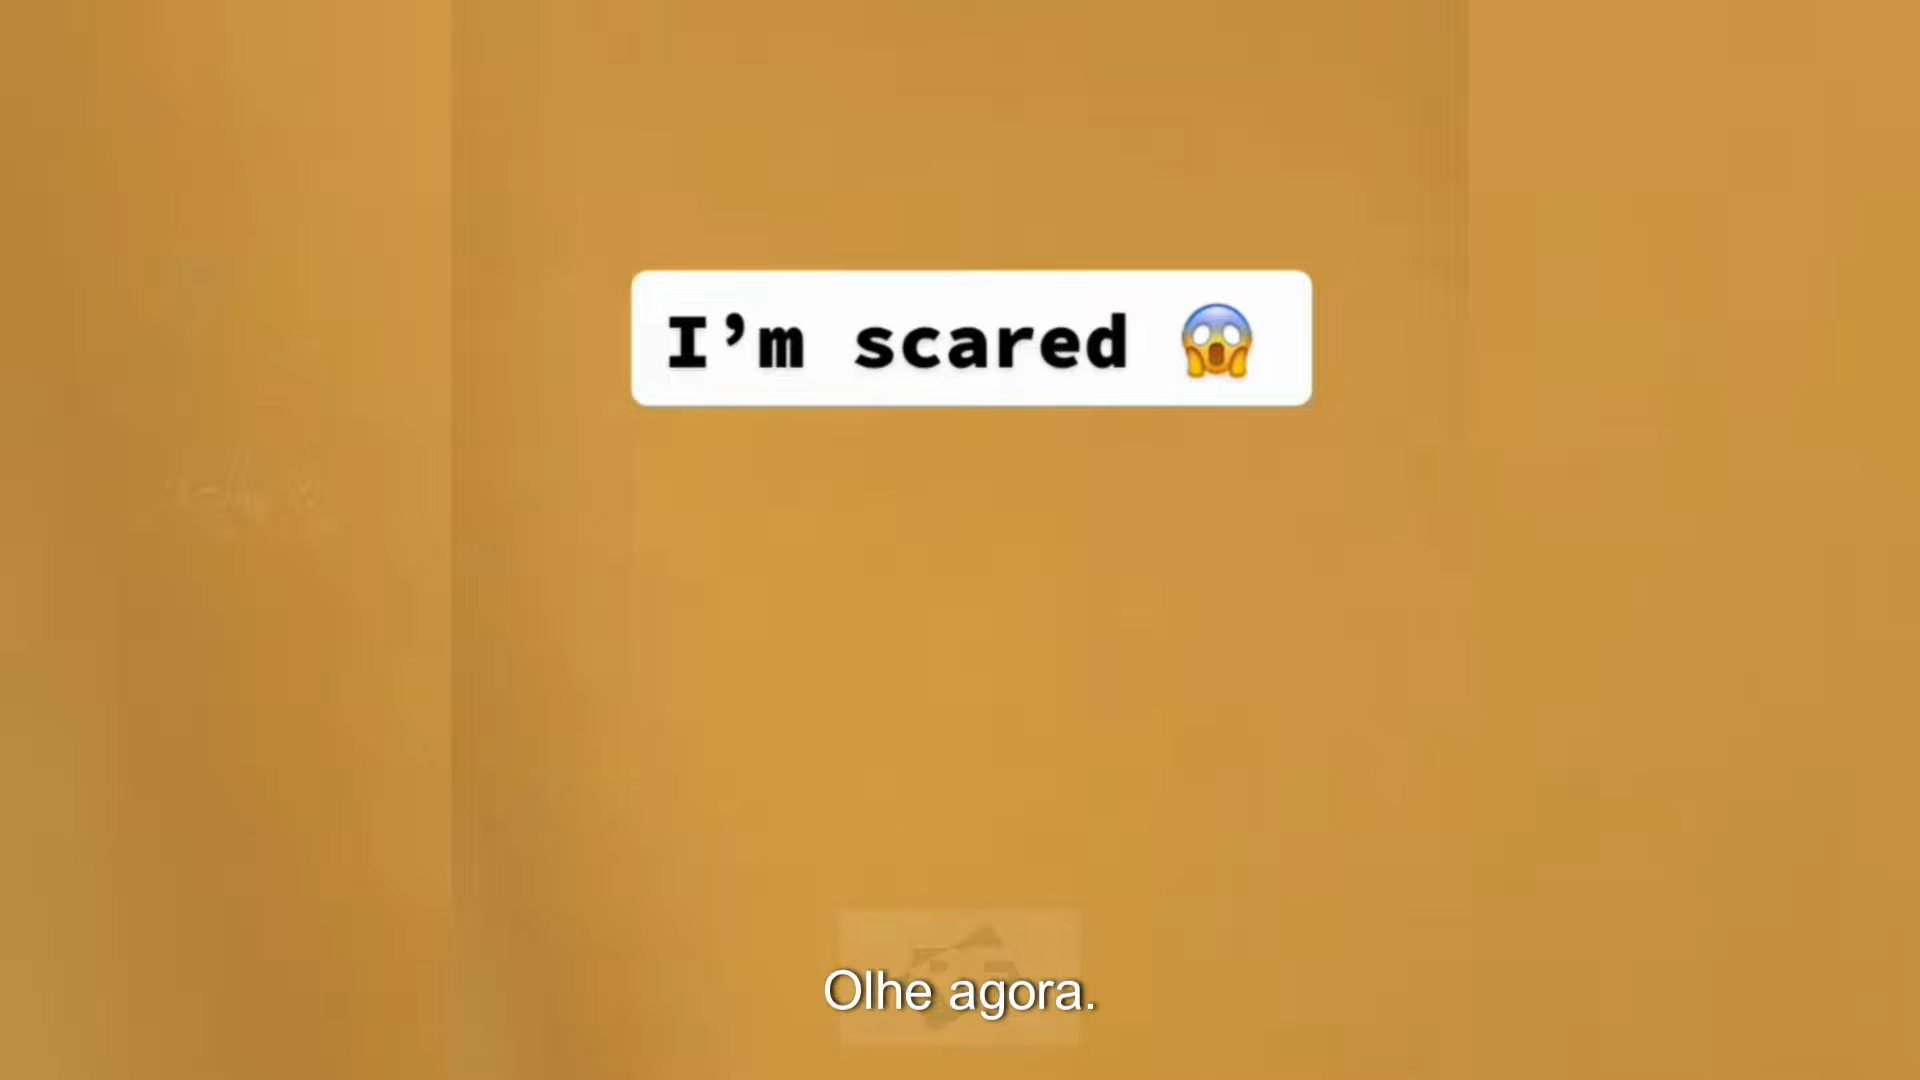 I’m scared 😱
Olhe agora.